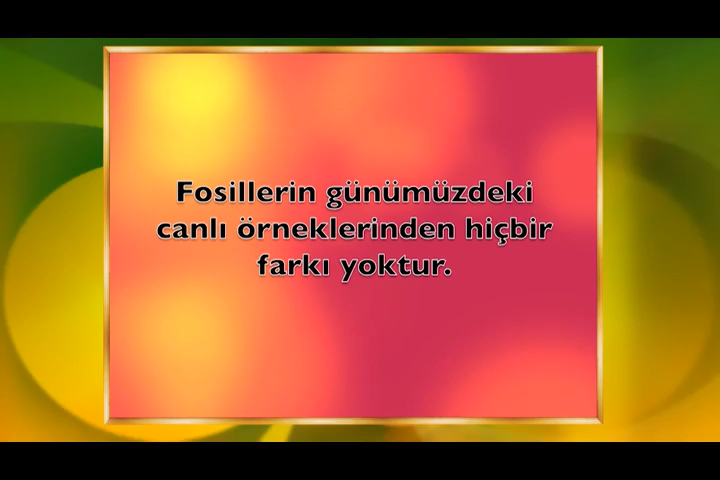 Fosillerin günümüzdeki
canlı örneklerinden hiçbir
farkı yoktur.